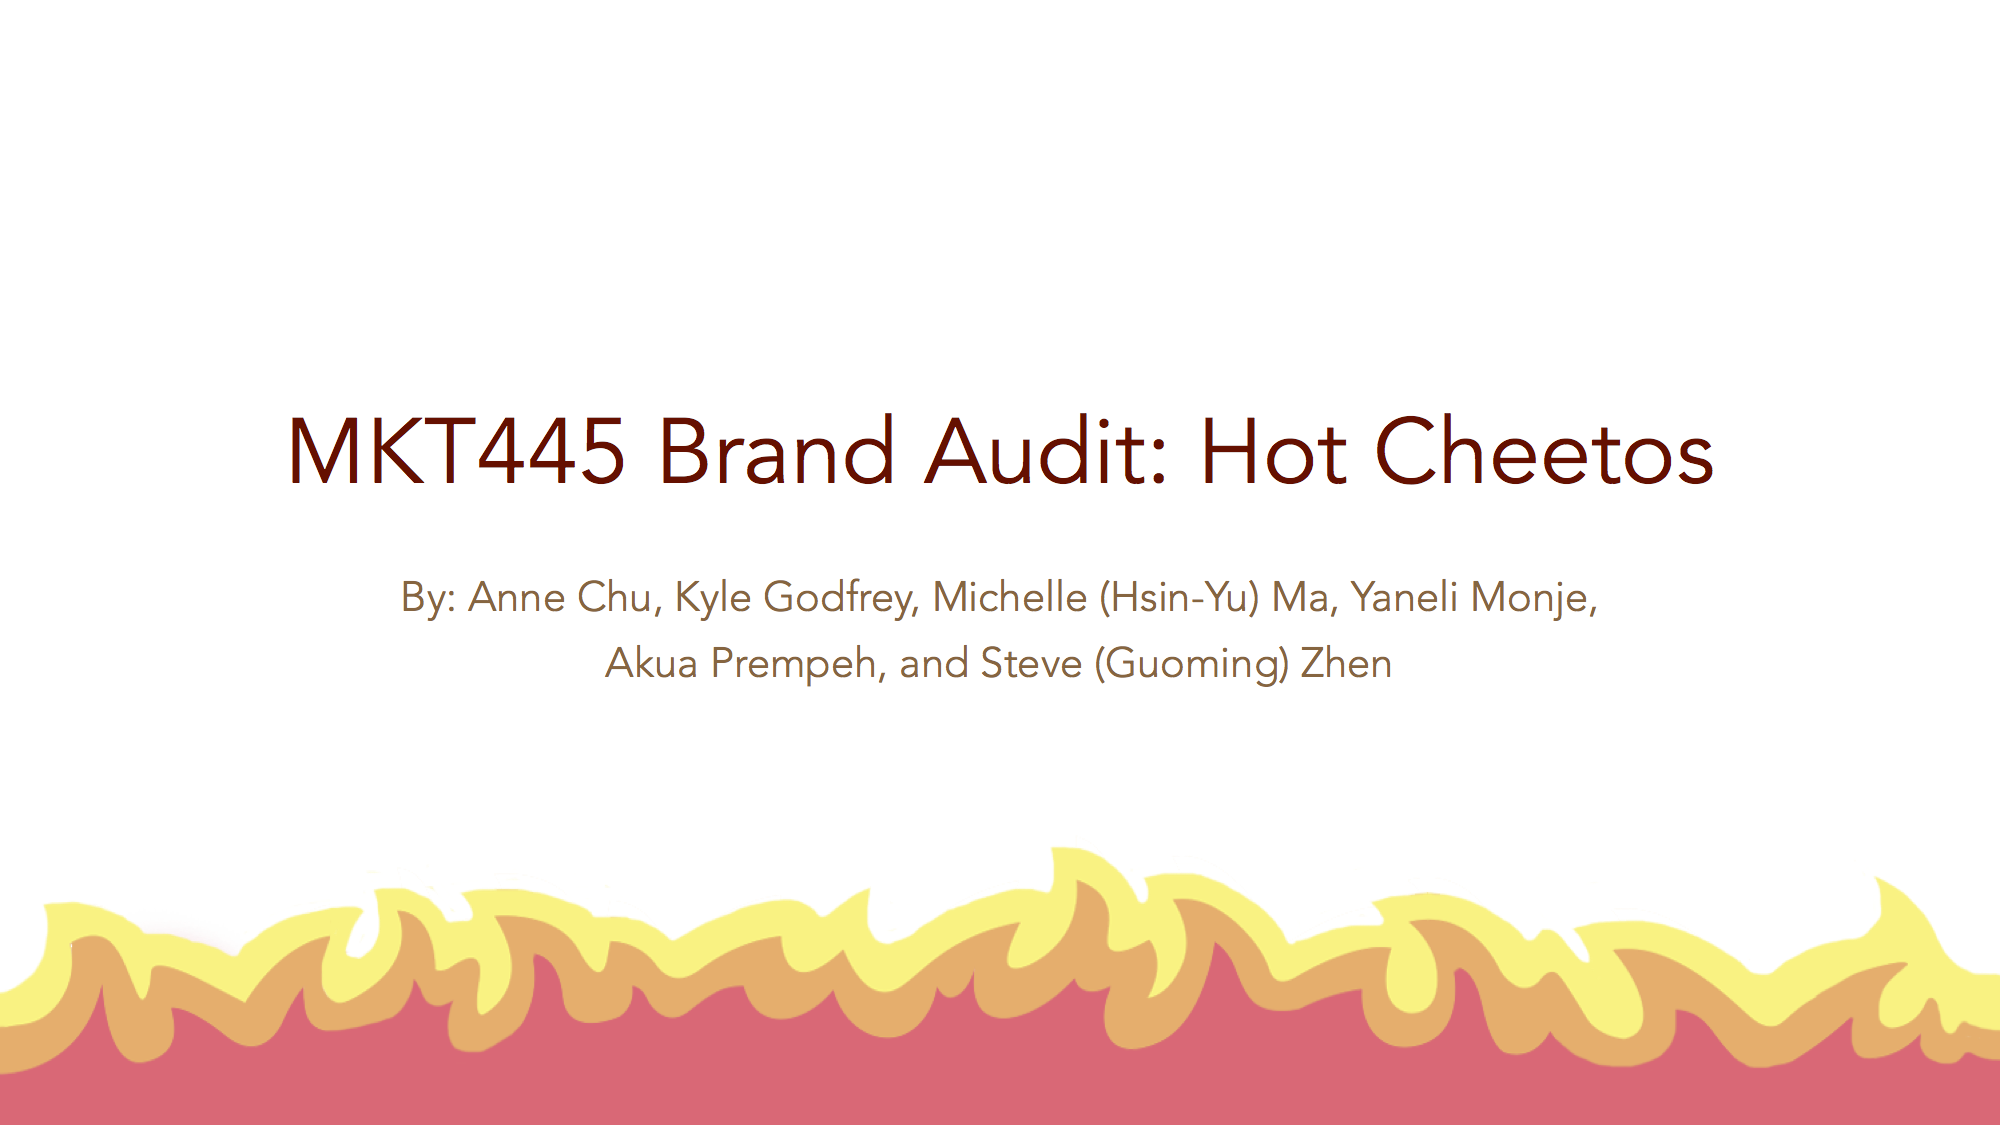 MKT445 Brand Audit: Hot Cheetos
By: Anne Chu, Kyle Godfrey, Michelle (Hsin-Yu) Ma, Yaneli Monje,
Akua Prempeh, and Steve (Guoming) Zhen